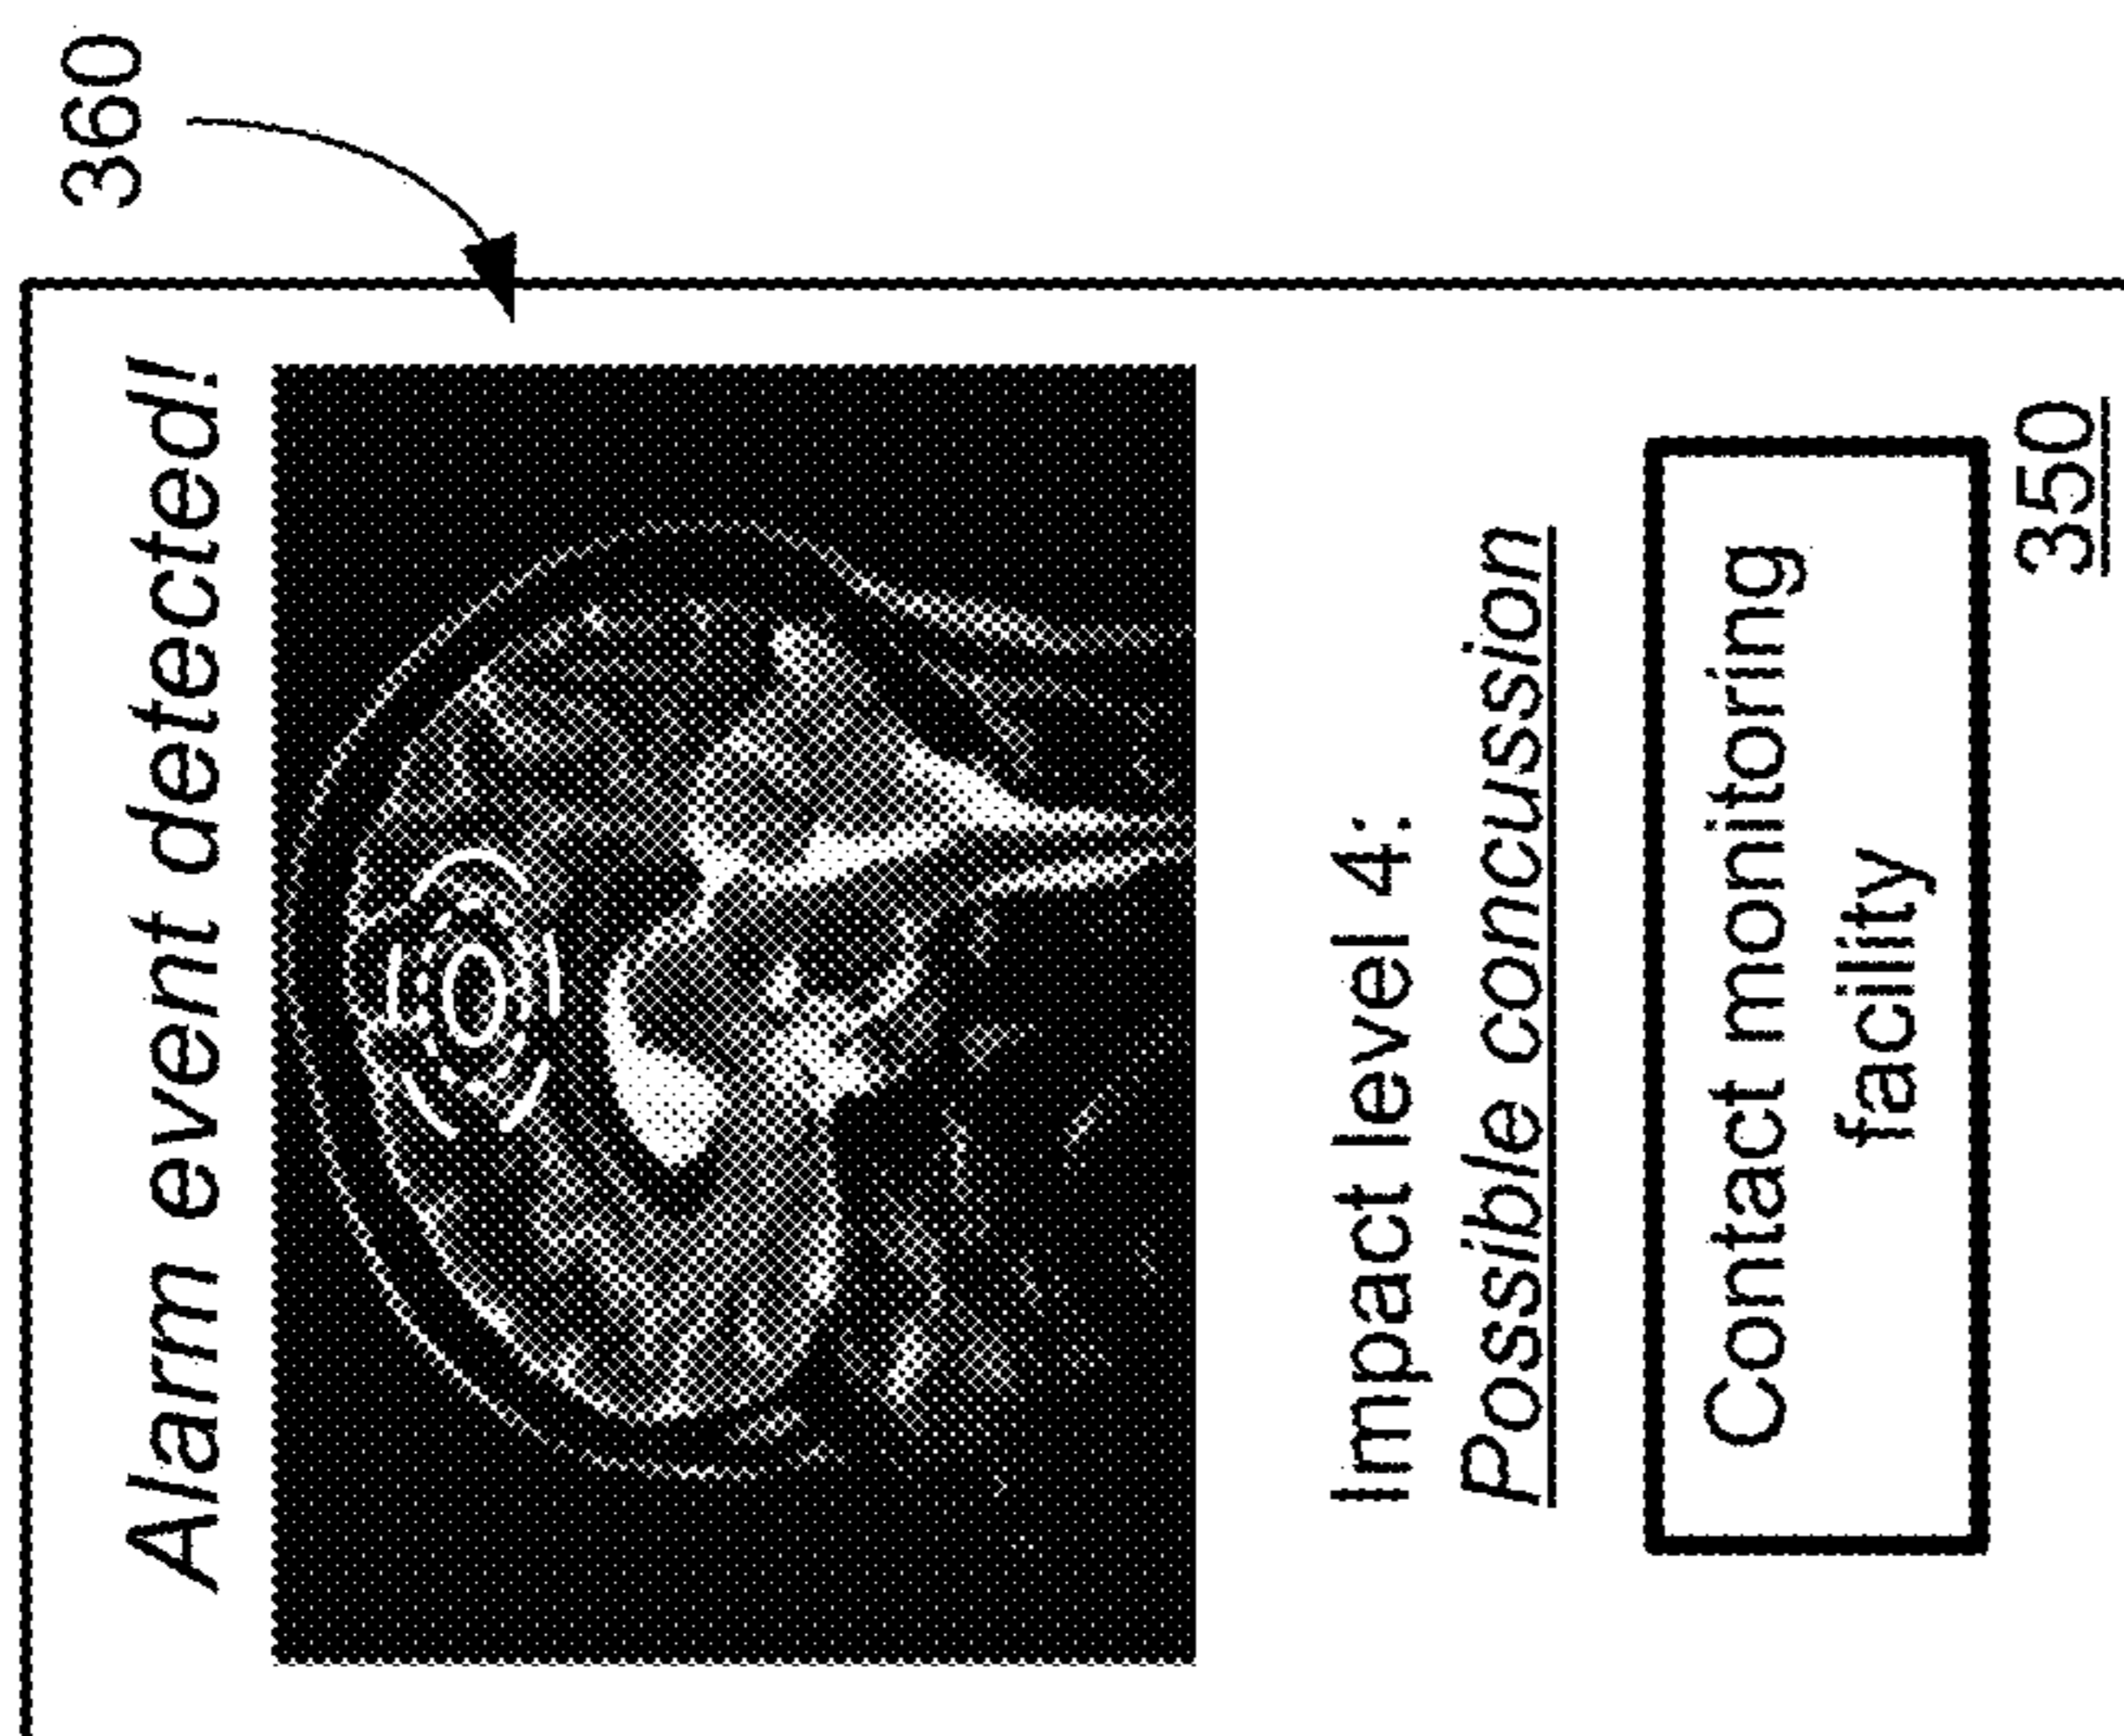 360
Alarm event detected!
Impact level 4:
Possible concussion
Contact monitoring
facility
350